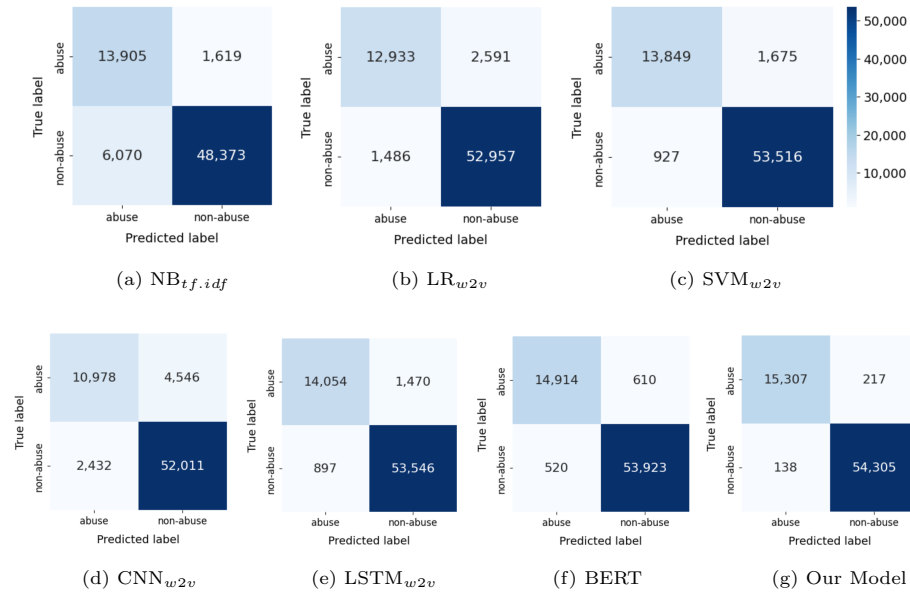 True label
abuse
13,905 1,619
non-abuse
6,070 48,373
abuse non-abuse
Predicted label
(a) NB_{tf.idf}
True label
abuse
12,933 2,591
non-abuse
1,486 52,957
abuse non-abuse
Predicted label
(b) LR_{w2v}
True label
abuse
13,849 1,675
non-abuse
927 53,516
abuse non-abuse
Predicted label
(c) SVM_{w2v}
50,000
40,000
30,000
20,000
10,000
True label
abuse
10,978 4,546
non-abuse
2,432 52,011
abuse non-abuse
Predicted label
(d) CNN_{w2v}
True label
abuse
14,054 1,470
non-abuse
897 53,546
abuse non-abuse
Predicted label
(e) LSTM_{w2v}
True label
abuse
14,914 610
non-abuse
520 53,923
abuse non-abuse
Predicted label
(f) BERT
True label
abuse
15,307 217
non-abuse
138 54,305
abuse non-abuse
Predicted label
(g) Our Model